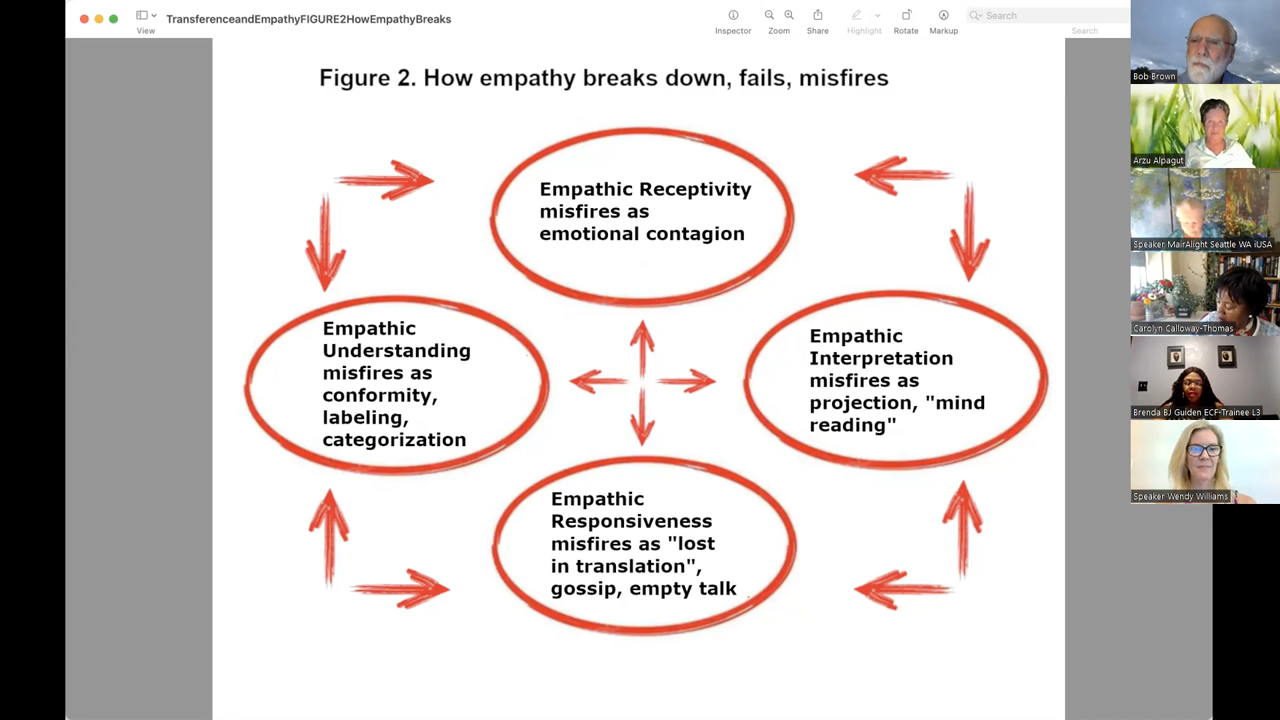 TransferenceandEmpathyFIGURE2HowEmpathyBreaks
View
Inspector
Zoom
Share
Highlight
Rotate
Markup
Search
Search
Figure 2. How empathy breaks down, fails, misfires
Empathic Receptivity
misfires as
emotional contagion
Empathic
Understanding
misfires as
conformity,
labeling,
categorization
Empathic
Interpretation
misfires as
projection, "mind
reading"
Empathic
Responsiveness
misfires as "lost
in translation",
gossip, empty talk
Bob Brown
Arzu Alpagut
Speaker MairAlight Seattle WA iUSA
Carolyn Calloway-Thomas
Brenda BJ Guiden ECF-Trainee L3
Speaker Wendy Williams